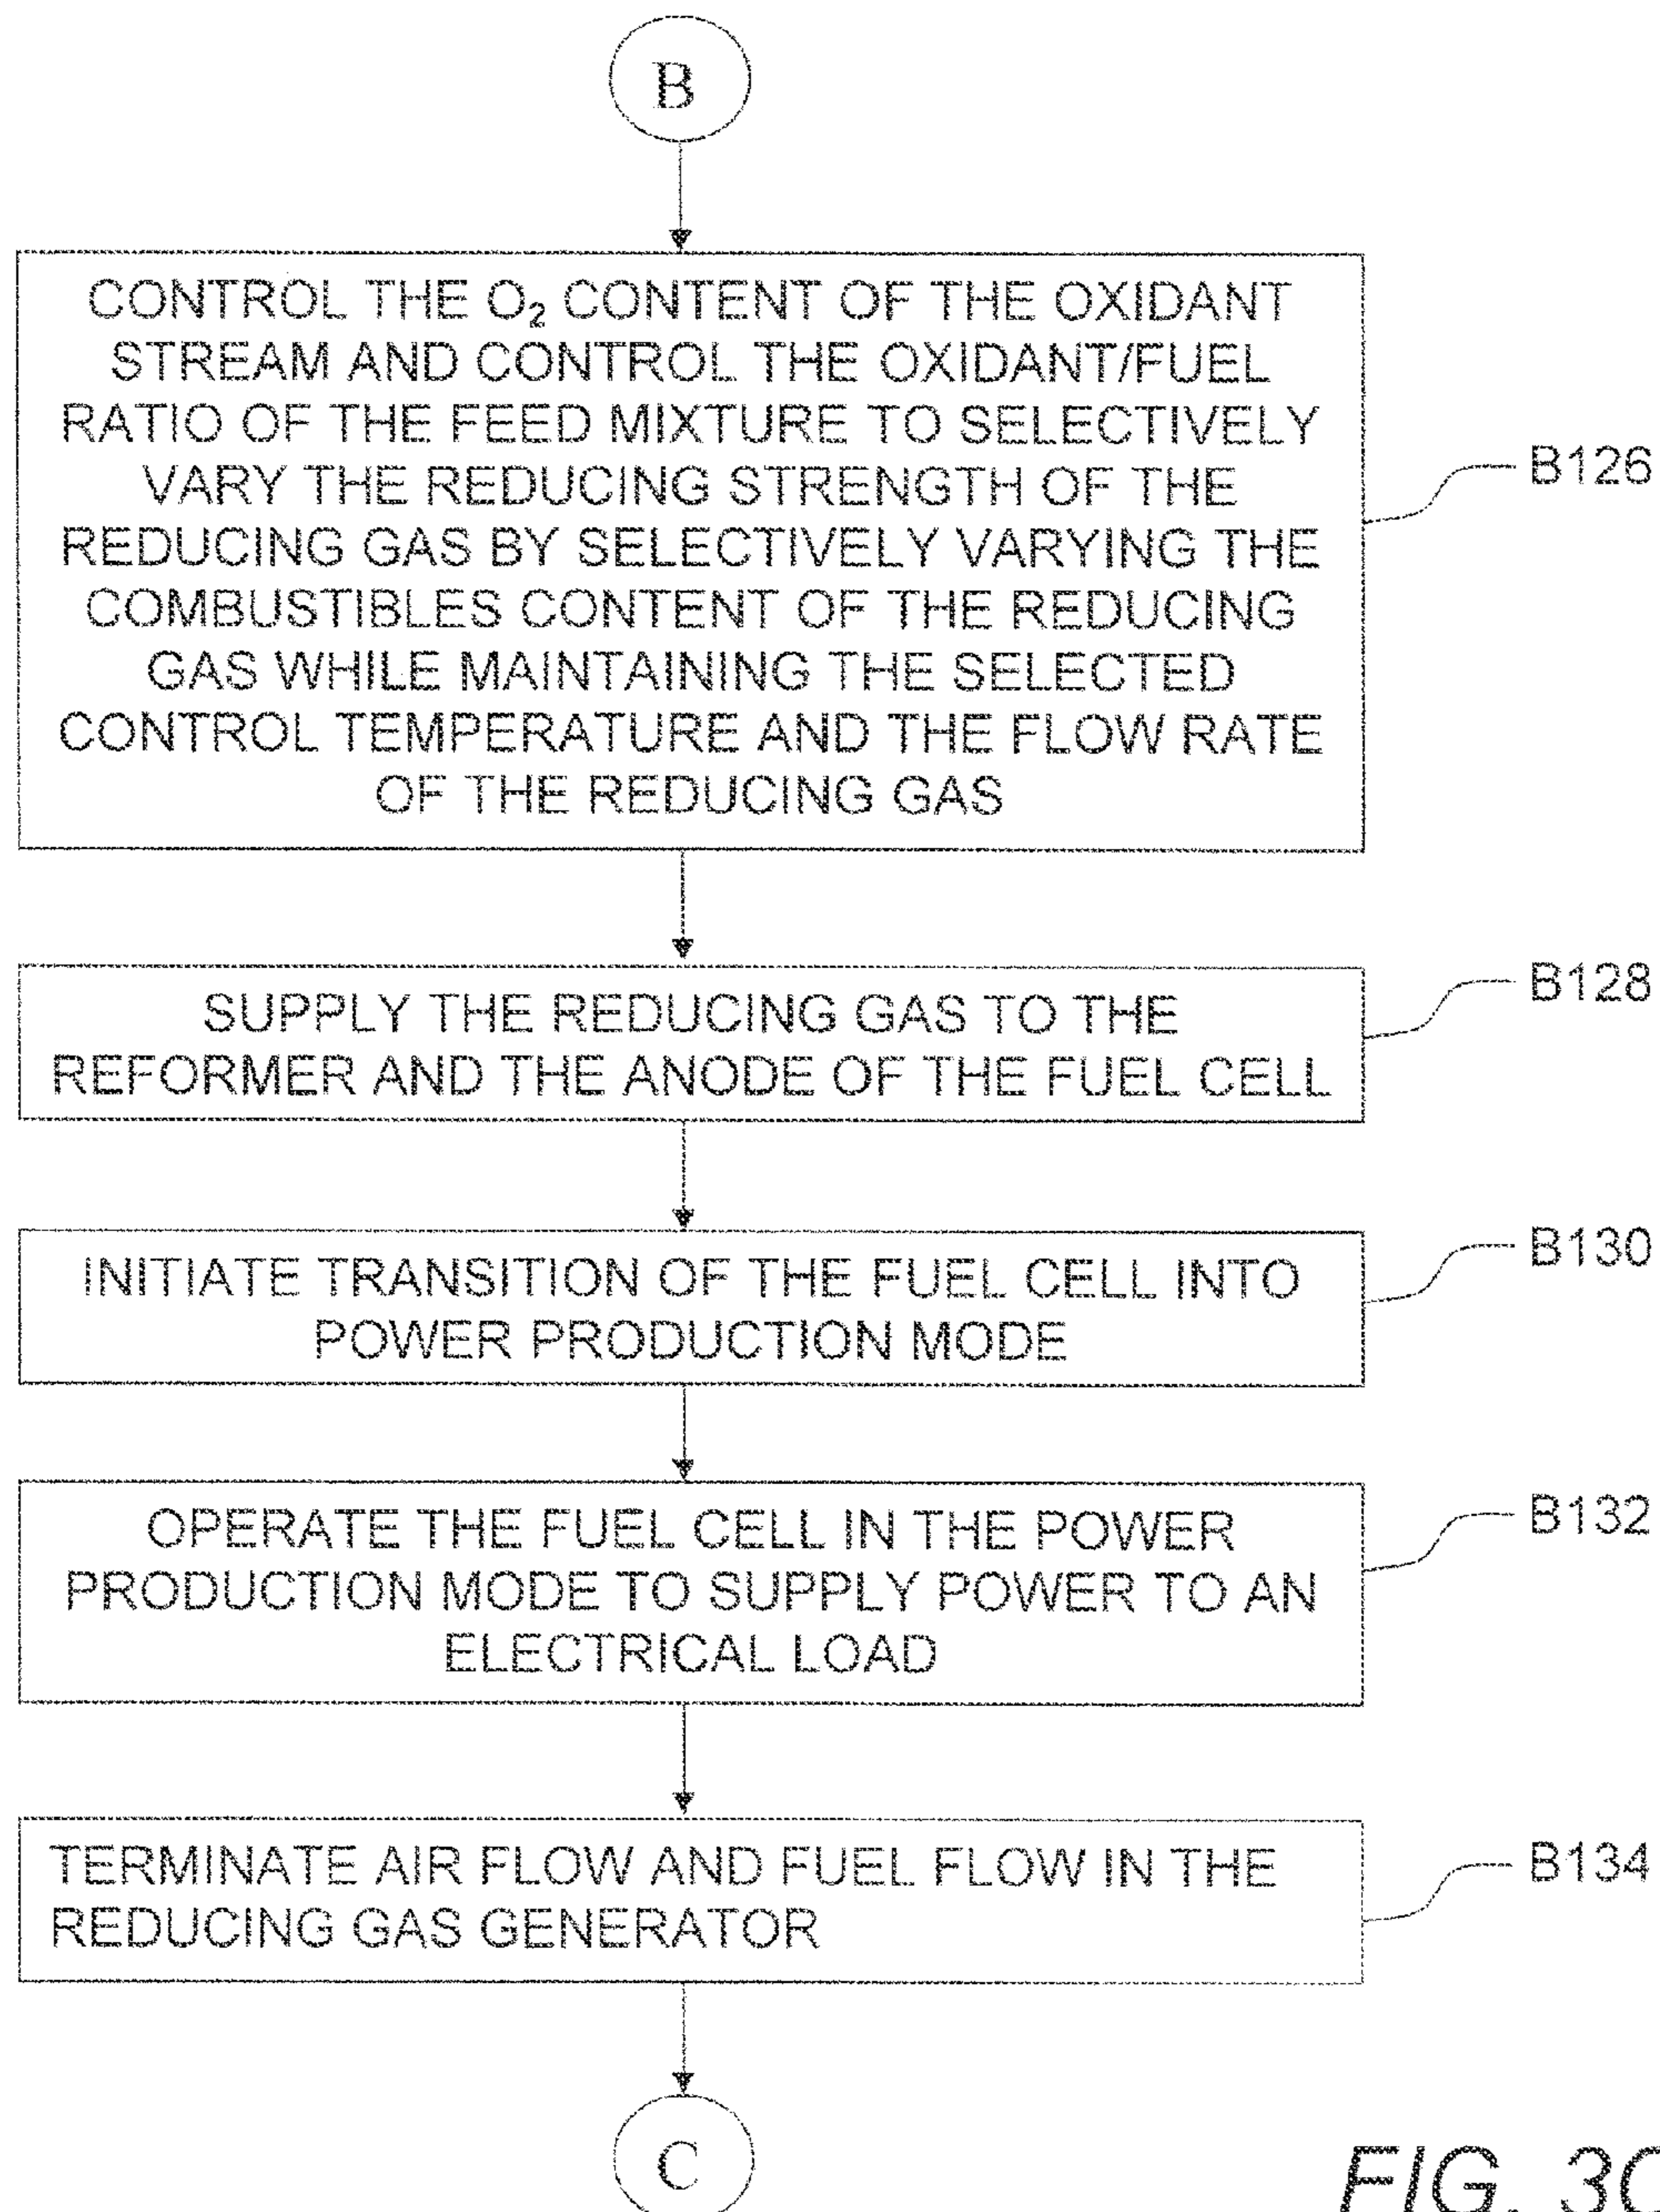 B
CONTROL THE O₂ CONTENT OF THE OXIDANT
STREAM AND CONTROL THE OXIDANT/FUEL
RATIO OF THE FEED MIXTURE TO SELECTIVELY
VARY THE REDUCING STRENGTH OF THE
REDUCING GAS BY SELECTIVELY VARYING THE
COMBUSTIBLES CONTENT OF THE REDUCING
GAS WHILE MAINTAINING THE SELECTED
CONTROL TEMPERATURE AND THE FLOW RATE
OF THE REDUCING GAS
B126
SUPPLY THE REDUCING GAS TO THE
REFORMER AND THE ANODE OF THE FUEL CELL
B128
INITIATE TRANSITION OF THE FUEL CELL INTO
POWER PRODUCTION MODE
B130
OPERATE THE FUEL CELL IN THE POWER
PRODUCTION MODE TO SUPPLY POWER TO AN
ELECTRICAL LOAD
B132
TERMINATE AIR FLOW AND FUEL FLOW IN THE
REDUCING GAS GENERATOR
B134
C
FIG. 3C